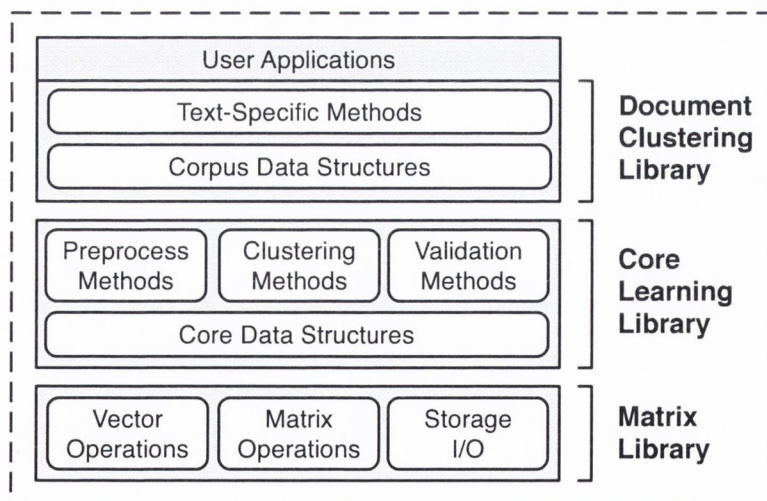 User Applications
Text-Specific Methods
Corpus Data Structures
Document
Clustering
Library
Preprocess
Methods
Clustering
Methods
Validation
Methods
Core Data Structures
Core
Learning
Library
Vector
Operations
Matrix
Operations
Storage
I/O
Matrix
Library